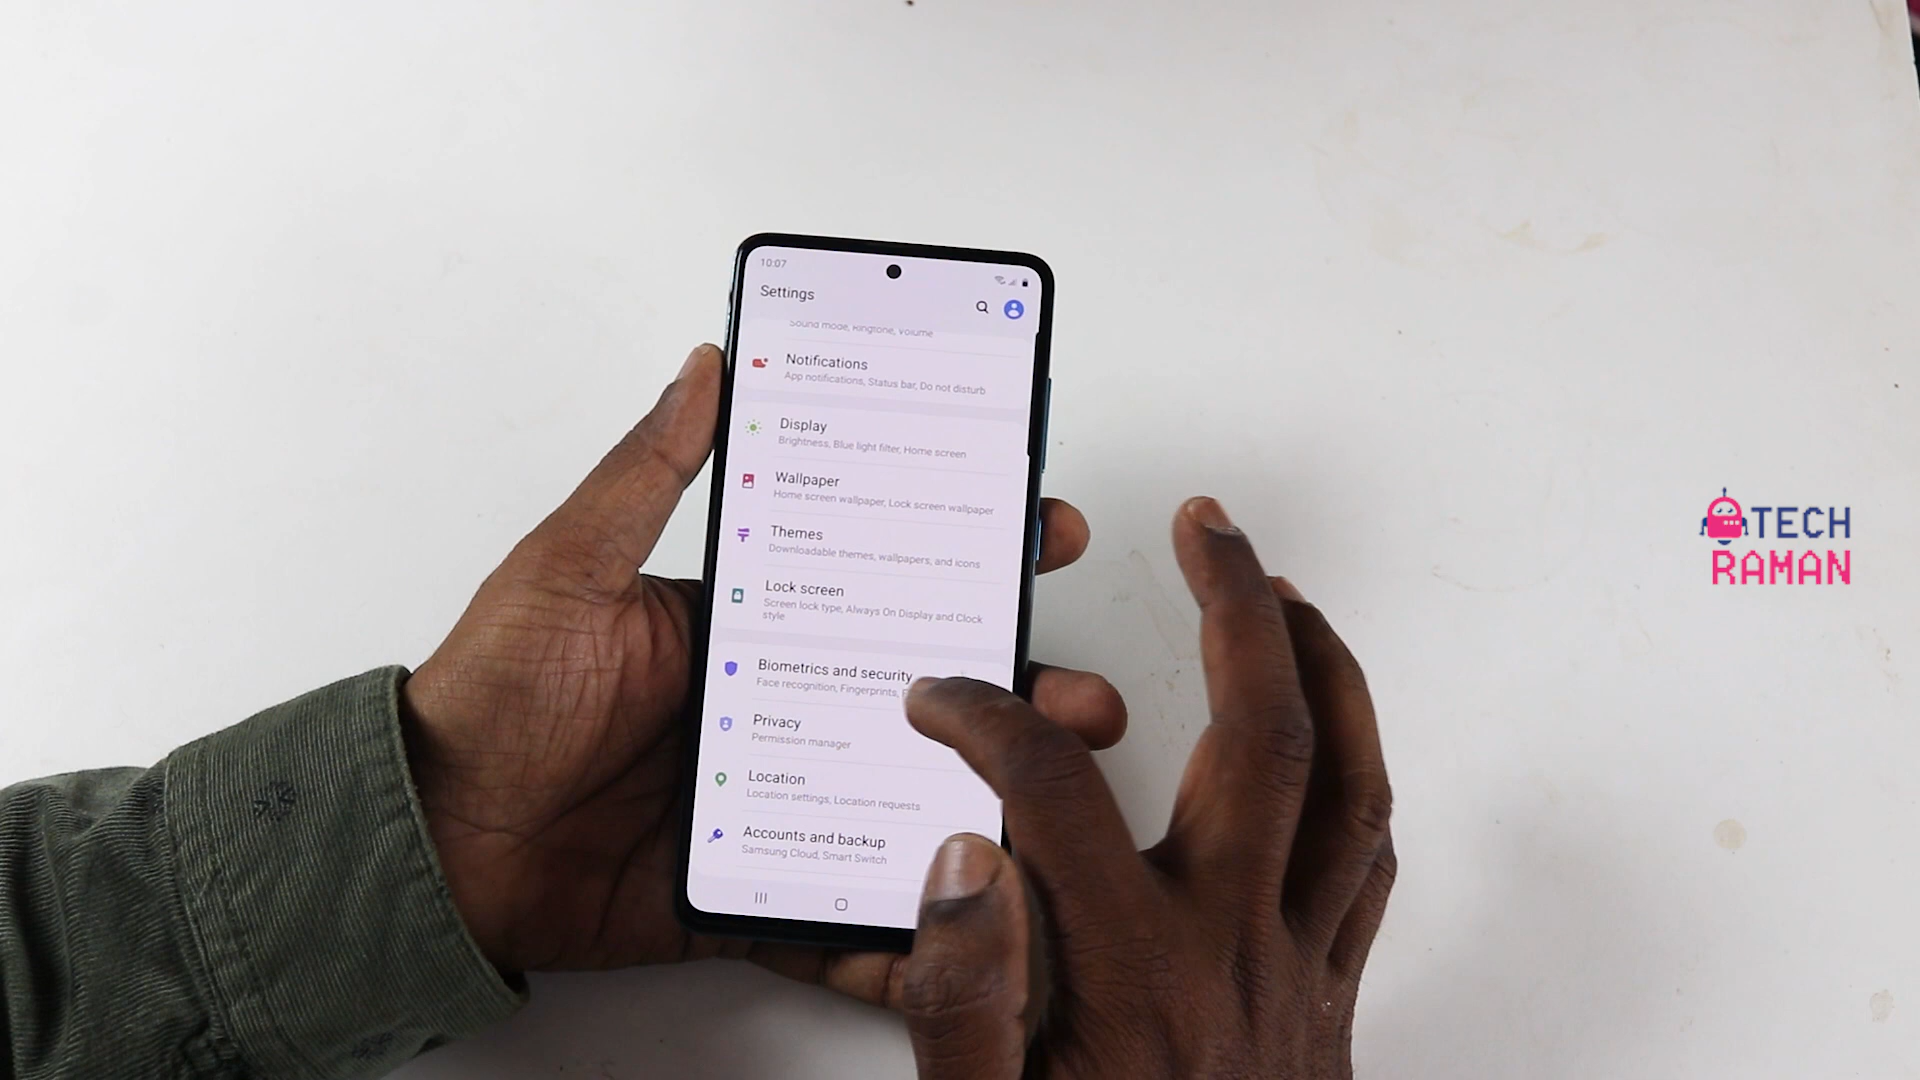 10:07
Settings
Sound mode, Ringtone, Volume
Notifications
App notifications, Status bar, Do not disturb
Display
Brightness, Blue light filter, Home screen
Wallpaper
Home screen wallpaper, Lock screen wallpaper
Themes
Downloadable themes, wallpapers, and icons
Lock screen
Screen lock type, Always On Display and Clock
style
Biometrics and security
Face recognition, Fingerprints,
Privacy
Permission manager
Location
Location settings, Location requests
Accounts and backup
Samsung Cloud, Smart Switch
TECH
RAMAN